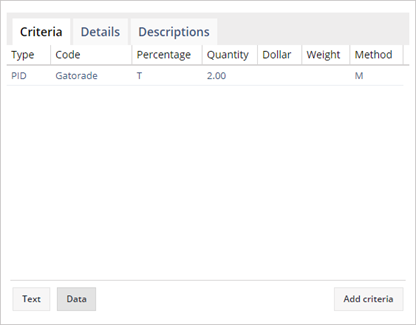 Criteria Details Descriptions
Type Code Percentage Quantity Dollar Weight Method
PID Gatorade T 2.00 M
Text Data Add criteria